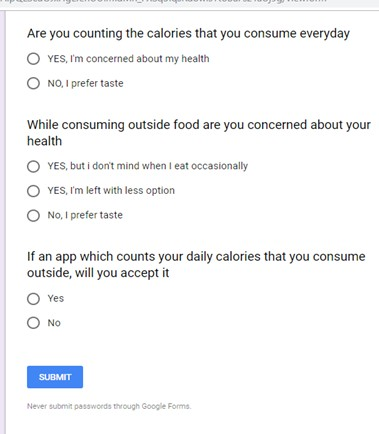 Are you counting the calories that you consume everyday
YES, I'm concerned about my health
NO, I prefer taste
While consuming outside food are you concerned about your
health
YES, but i don't mind when I eat occasionally
YES, I'm left with less option
No, I prefer taste
If an app which counts your daily calories that you consume
outside, will you accept it
Yes
No
SUBMIT
Never submit passwords through Google Forms.